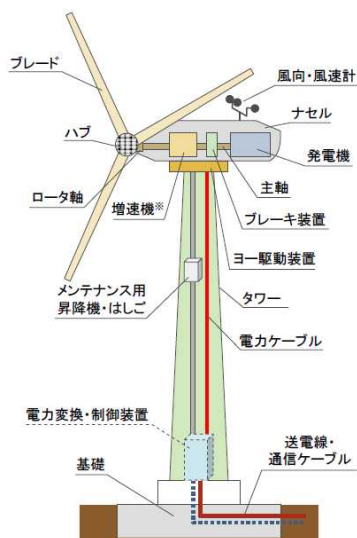 ブレード
風向・風速計
ナセル
ハブ
発電機
主軸
ロータ軸
増速機※
ブレーキ装置
ヨー駆動装置
メンテナンス用
昇降機・はしご
タワー
電力ケーブル
電力変換・制御装置
送電線・
通信ケーブル
基礎